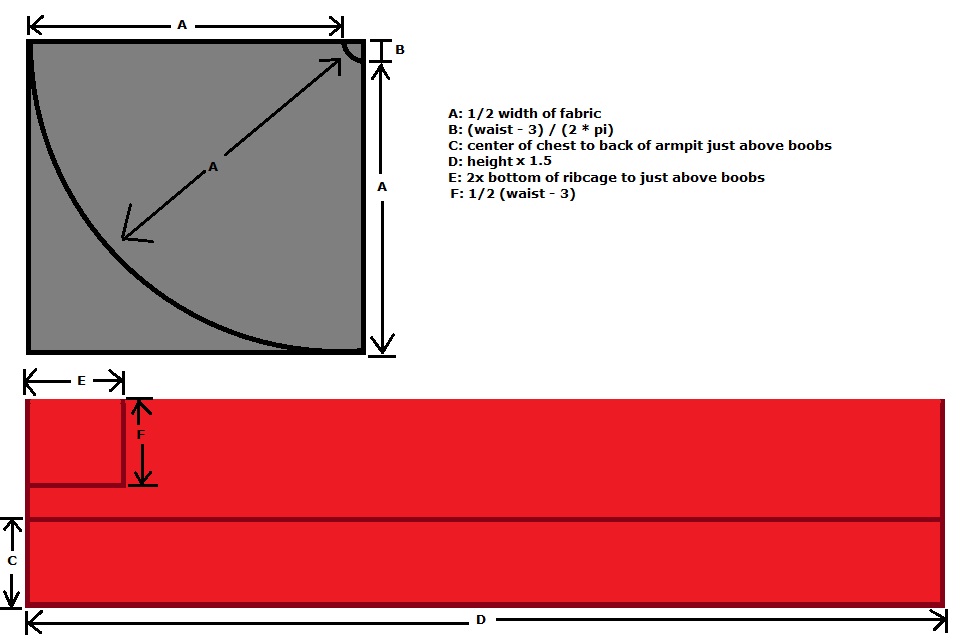 A
B
A
A
A: 1/2 width of fabric
B: (waist - 3) / (2 * pi)
C: center of chest to back of armpit just above boobs
D: height x 1.5
E: 2x bottom of ribcage to just above boobs
F: 1/2 (waist - 3)
E
F
C
D